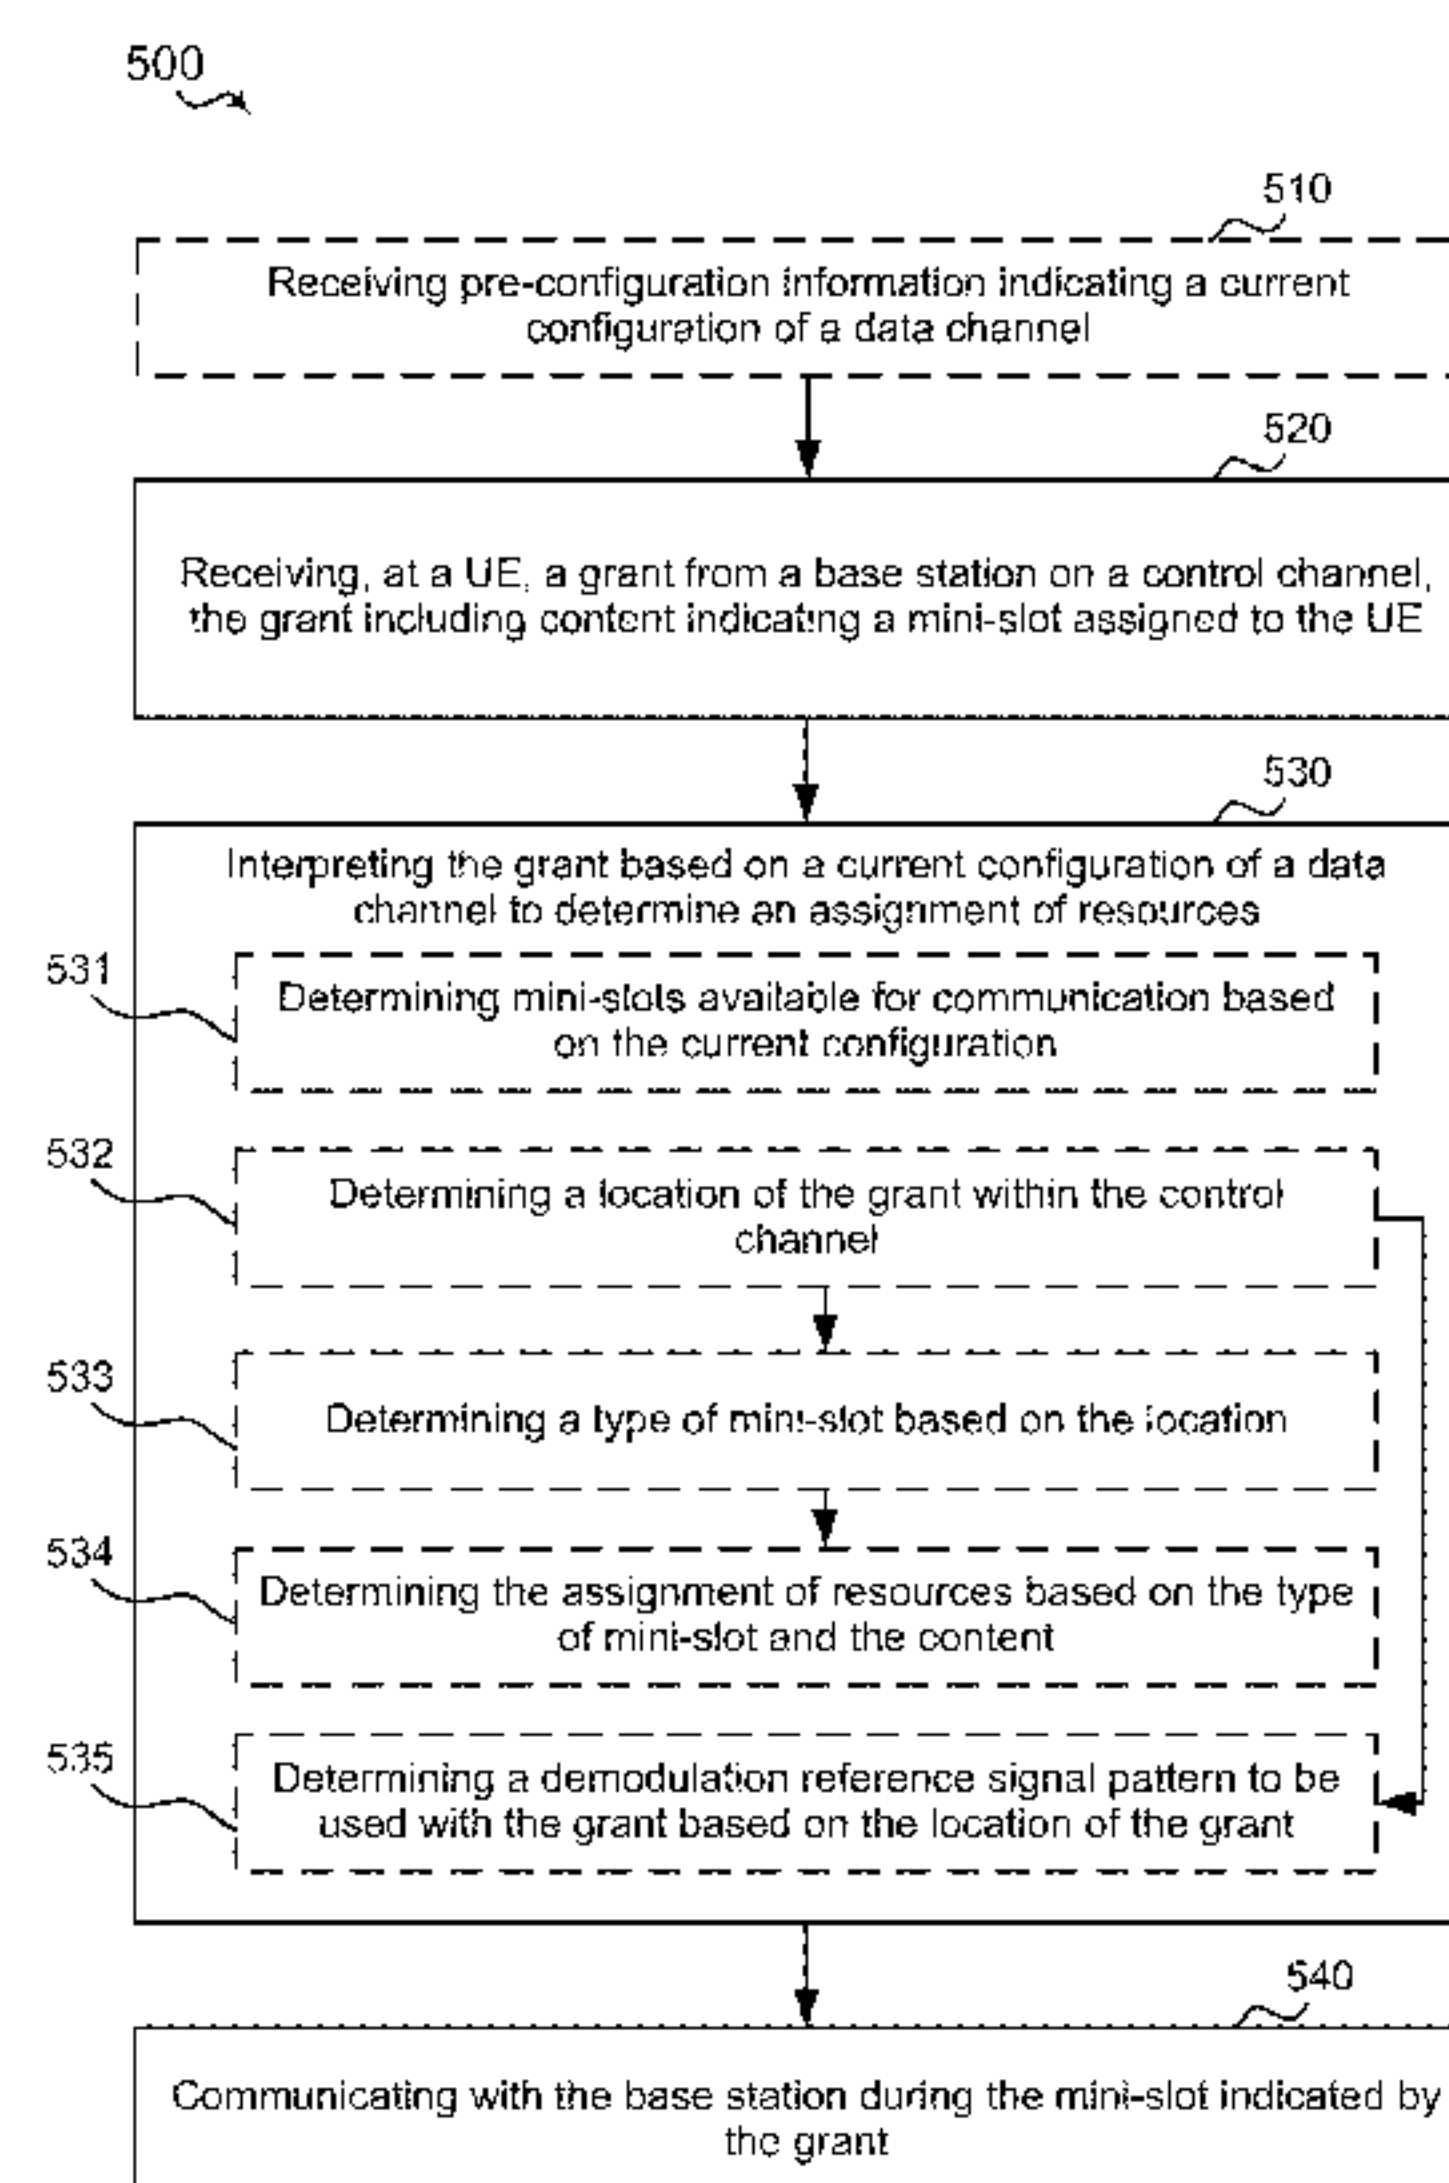 500
510
Receiving pre-configuration information indicating a current
configuration of a data channel
520
Receiving, at a UE, a grant from a base station on a control channel,
the grant including content indicating a mini-slot assigned to the UE
530
Interpreting the grant based on a current configuration of a data
channel to determine an assignment of resources
531
Determining mini-slots available for communication based
on the current configuration
532
Determining a location of the grant within the control
channel
533
Determining a type of mini-slot based on the location
534
Determining the assignment of resources based on the type
of mini-slot and the content
535
Determining a demodulation reference signal pattern to be
used with the grant based on the location of the grant
540
Communicating with the base station during the mini-slot indicated by
the grant